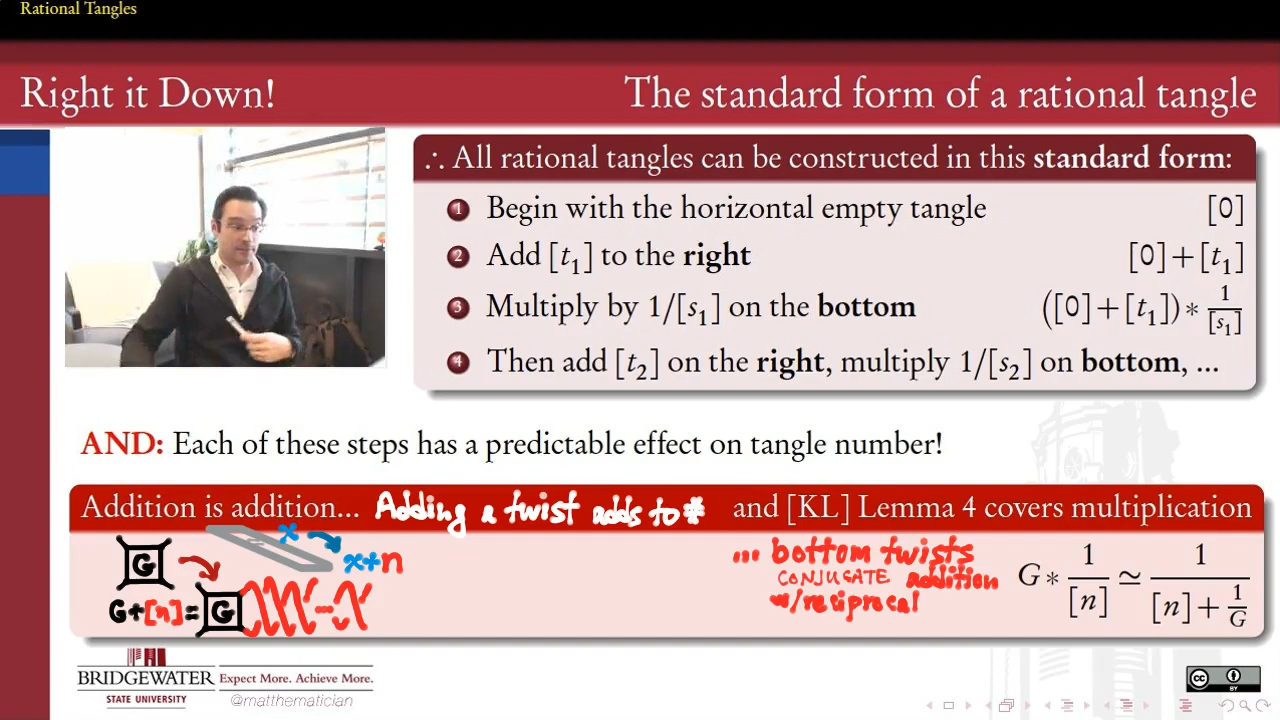 Rational Tangles
Right it Down!
The standard form of a rational tangle
∴ All rational tangles can be constructed in this standard form:
1 Begin with the horizontal empty tangle [0]
2 Add [t₁] to the right [0]+[t₁]
3 Multiply by 1/[s₁] on the bottom ([0]+[t₁]) * 1/[s₁]
4 Then add [t₂] on the right, multiply 1/[s₂] on bottom, ...
AND: Each of these steps has a predictable effect on tangle number!
Addition is addition... Adding a twist adds to #
and [KL] Lemma 4 covers multiplication
G
x
x+n
G+[n]= G ...
... bottom twists
CONJUGATE addition
w/reciprocal
G * 1/[n] ≃ 1/([n] + 1/G)
BRIDGEWATER
STATE UNIVERSITY
Expect More. Achieve More.
@matthematician
cc
BY